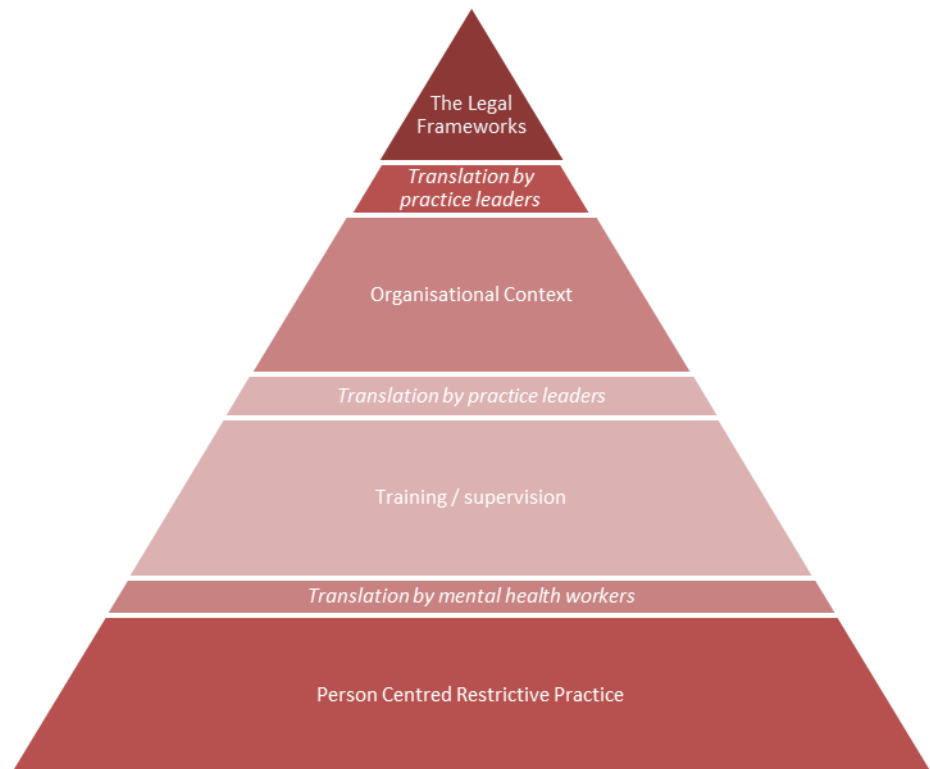 The Legal
Frameworks
Translation by
practice leaders
Organisational Context
Translation by practice leaders
Training / supervision
Translation by mental health workers
Person Centred Restrictive Practice